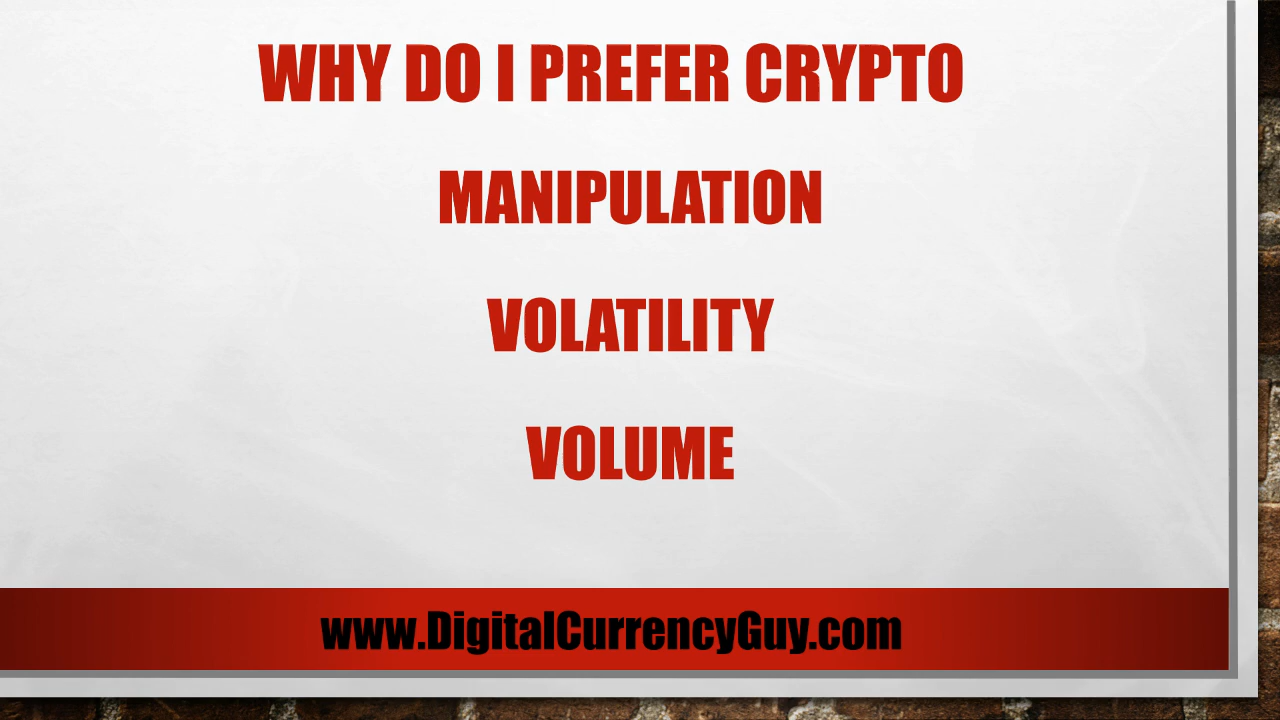 WHY DO I PREFER CRYPTO
MANIPULATION
VOLATILITY
VOLUME
www.DigitalCurrencyGuy.com